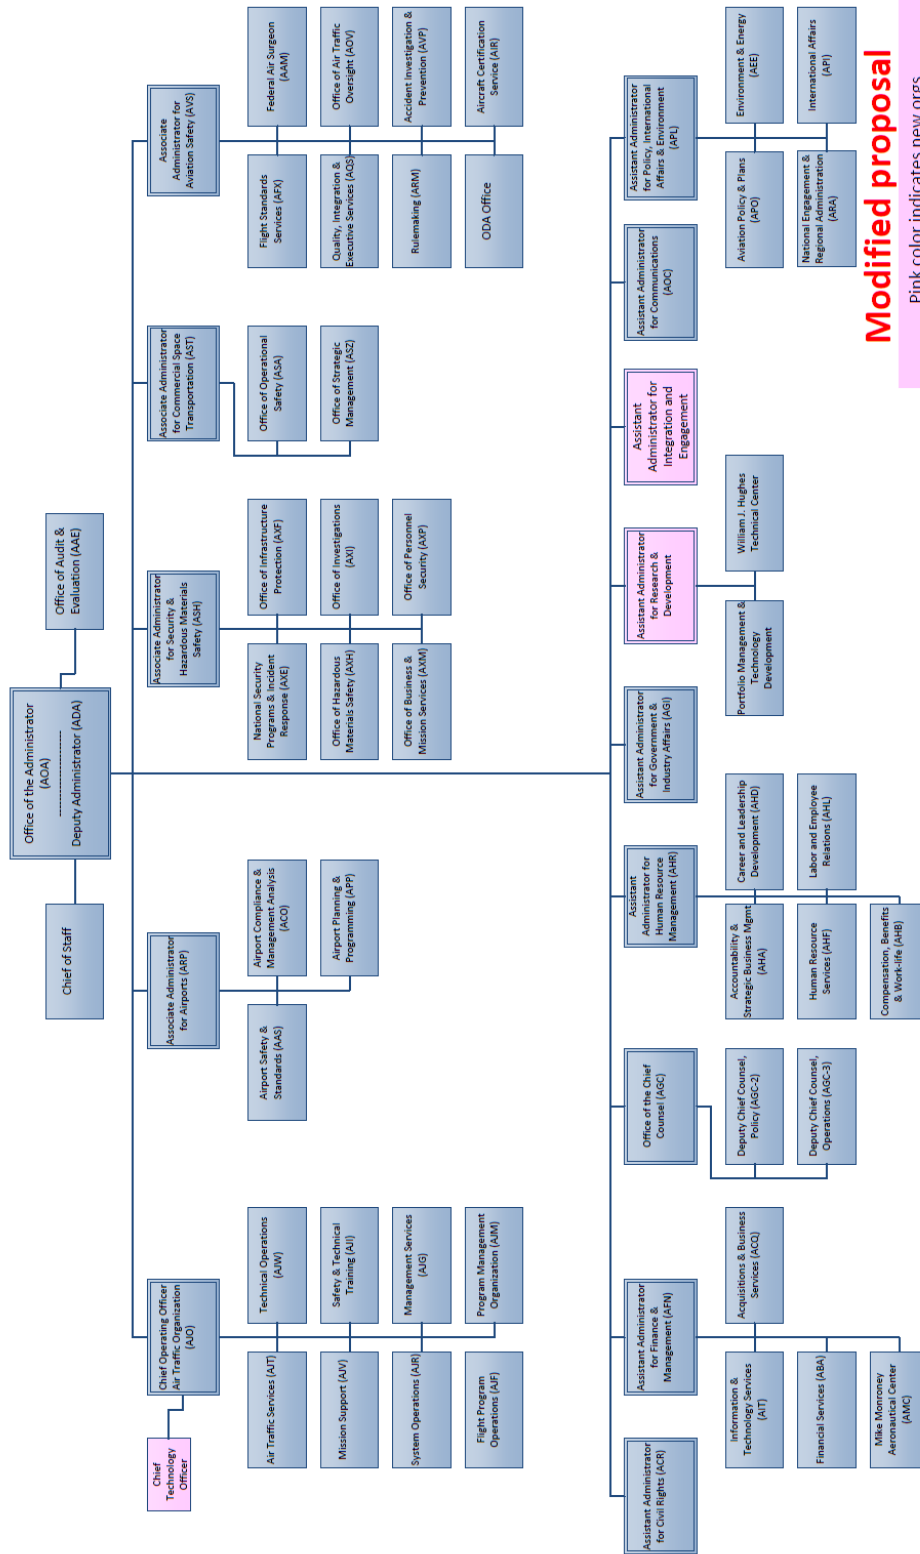 Office of the Administrator
(AOA)
--------------------
Deputy Administrator (ADA)
Chief of Staff
Office of Audit &
Evaluation (AAE)
Chief
Technology
Officer
Chief Operating Officer
Air Traffic Organization
(AJO)
Air Traffic Services (AJT)
Technical Operations
(AJW)
Mission Support (AJV)
Safety & Technical
Training (AJI)
System Operations (AJR)
Management Services
(AJG)
Flight Program
Operations (AJF)
Program Management
Organization (AJM)
Associate Administrator
for Airports (ARP)
Airport Safety &
Standards (AAS)
Airport Compliance &
Management Analysis
(ACO)
Airport Planning &
Programming (APP)
Associate Administrator
for Security &
Hazardous Materials
Safety (ASH)
National Security
Programs & Incident
Response (AXE)
Office of Infrastructure
Protection (AXF)
Office of Hazardous
Materials Safety (AXH)
Office of Investigations
(AXI)
Office of Business &
Mission Services (AXM)
Office of Personnel
Security (AXP)
Associate Administrator
for Commercial Space
Transportation (AST)
Office of Operational
Safety (ASA)
Office of Strategic
Management (ASZ)
Associate
Administrator for
Aviation Safety (AVS)
Flight Standards
Services (AFX)
Federal Air Surgeon
(AAM)
Quality, Integration &
Executive Services (AQS)
Office of Air Traffic
Oversight (AOV)
Rulemaking (ARM)
Accident Investigation &
Prevention (AVP)
ODA Office
Aircraft Certification
Service (AIR)
Assistant Administrator
for Civil Rights (ACR)
Assistant Administrator
for Finance &
Management (AFN)
Information &
Technology Services
(AIT)
Acquisitions & Business
Services (ACQ)
Financial Services (ABA)
Mike Monroney
Aeronautical Center
(AMC)
Office of the Chief
Counsel (AGC)
Deputy Chief Counsel,
Policy (AGC-2)
Deputy Chief Counsel,
Operations (AGC-3)
Assistant
Administrator for
Human Resource
Management (AHR)
Accountability &
Strategic Business Mgmt
(AHA)
Career and Leadership
Development (AHD)
Human Resource
Services (AHF)
Labor and Employee
Relations (AHL)
Compensation, Benefits
& Work-life (AHB)
Assistant Administrator
for Government &
Industry Affairs (AGI)
Assistant Administrator
for Research &
Development
Portfolio Management &
Technology
Development
William J. Hughes
Technical Center
Assistant
Administrator for
Integration and
Engagement
Assistant Administrator
for Communications
(AOC)
Assistant Administrator
for Policy, International
Affairs & Environment
(APL)
Aviation Policy & Plans
(APO)
Environment & Energy
(AEE)
National Engagement &
Regional Administration
(ARA)
International Affairs
(API)
Modified proposal
Pink color indicates new orgs